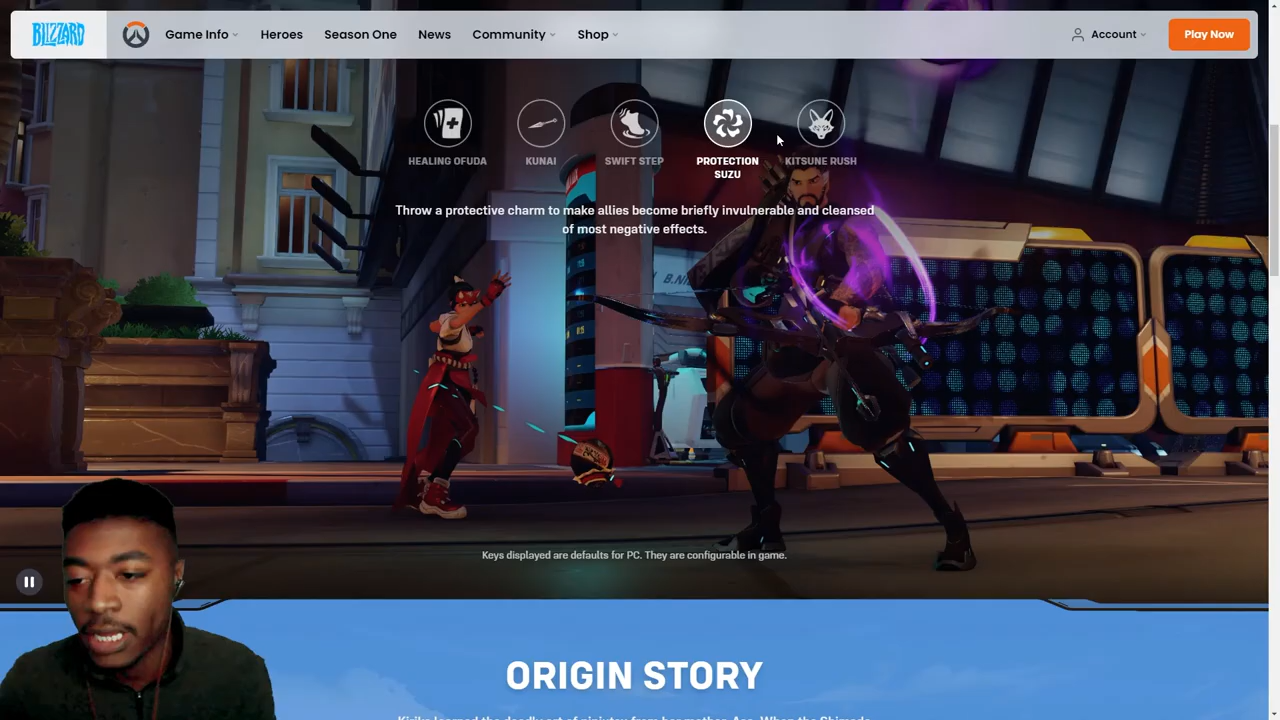 BLIZZARD
Game Info
Heroes
Season One
News
Community
Shop
Account
Play Now
HEALING OFUDA
KUNAI
SWIFT STEP
PROTECTION
SUZU
KITSUNE RUSH
Throw a protective charm to make allies become briefly invulnerable and cleansed
of most negative effects.
Keys displayed are defaults for PC. They are configurable in game.
ORIGIN STORY